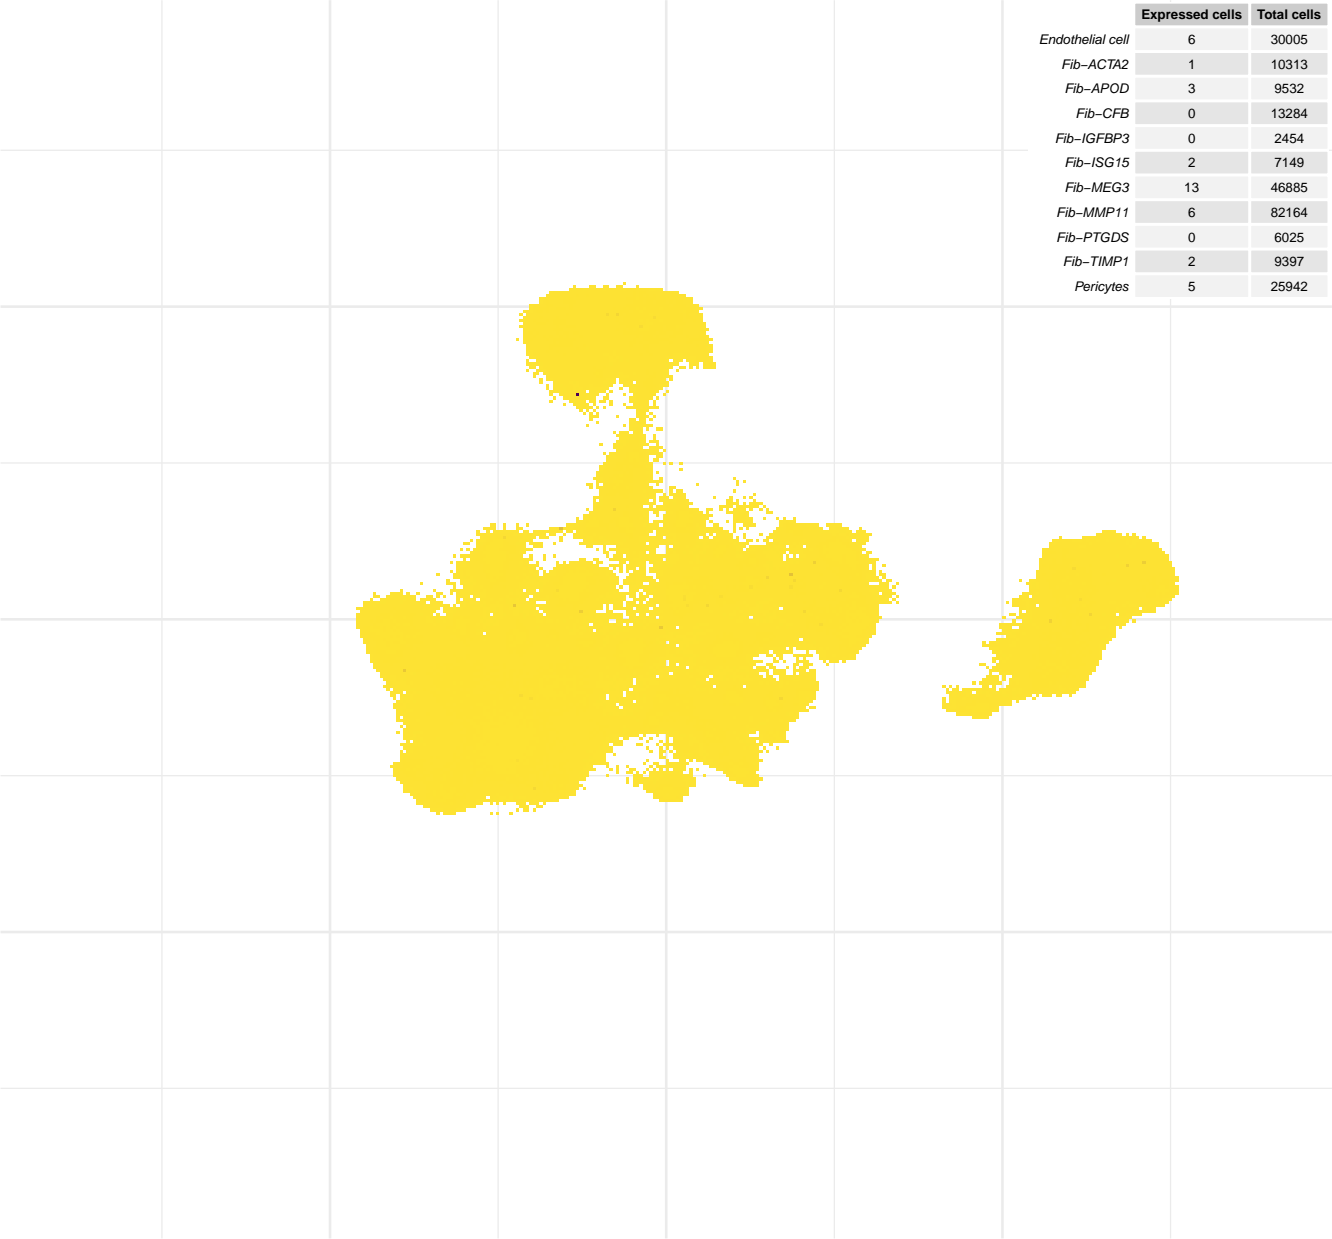 Expressed cells Total cells
Endothelial cell 6 30005
Fib−ACTA2 1 10313
Fib−APOD 3 9532
Fib−CFB 0 13284
Fib−IGFBP3 0 2454
Fib−ISG15 2 7149
Fib−MEG3 13 46885
Fib−MMP11 6 82164
Fib−PTGDS 0 6025
Fib−TIMP1 2 9397
Pericytes 5 25942